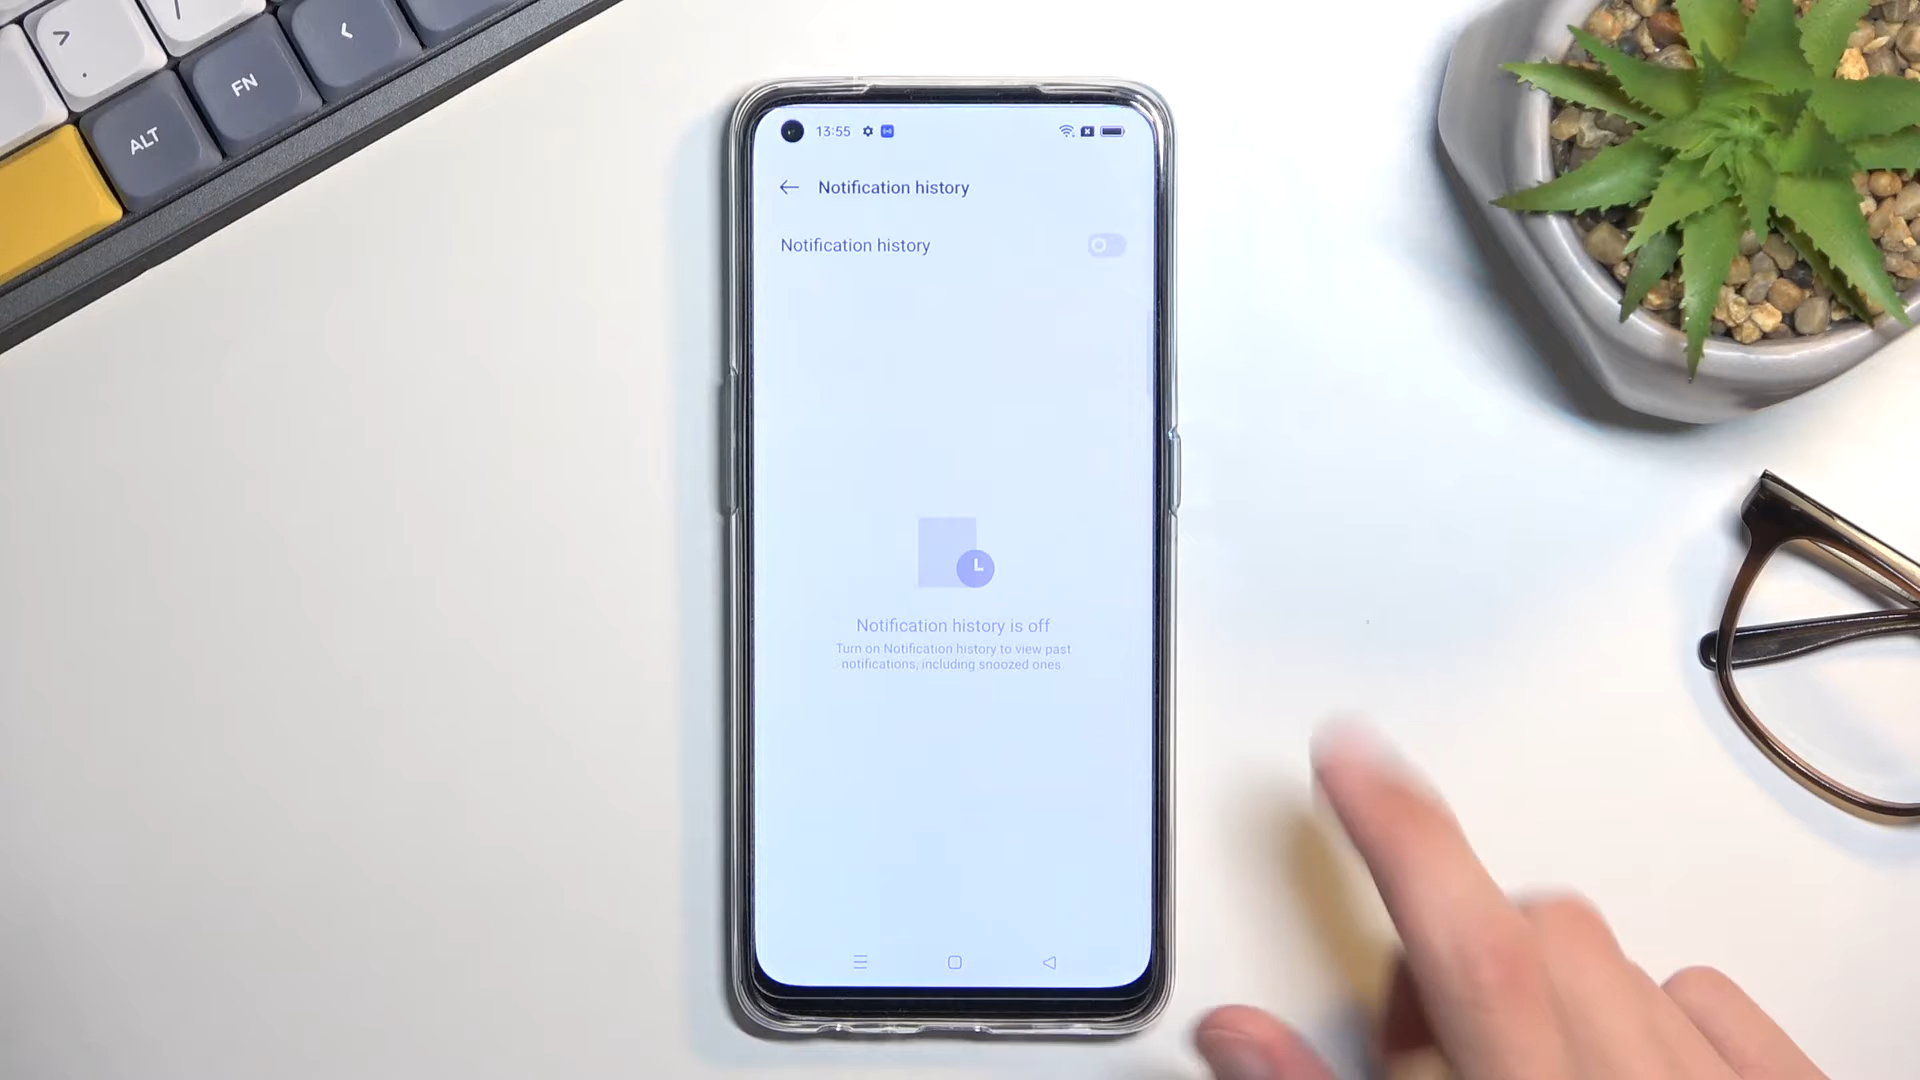 ALT
FN
13:55
Notification history
Notification history
Notification history is off
Turn on Notification history to view past
notifications, including snoozed ones.